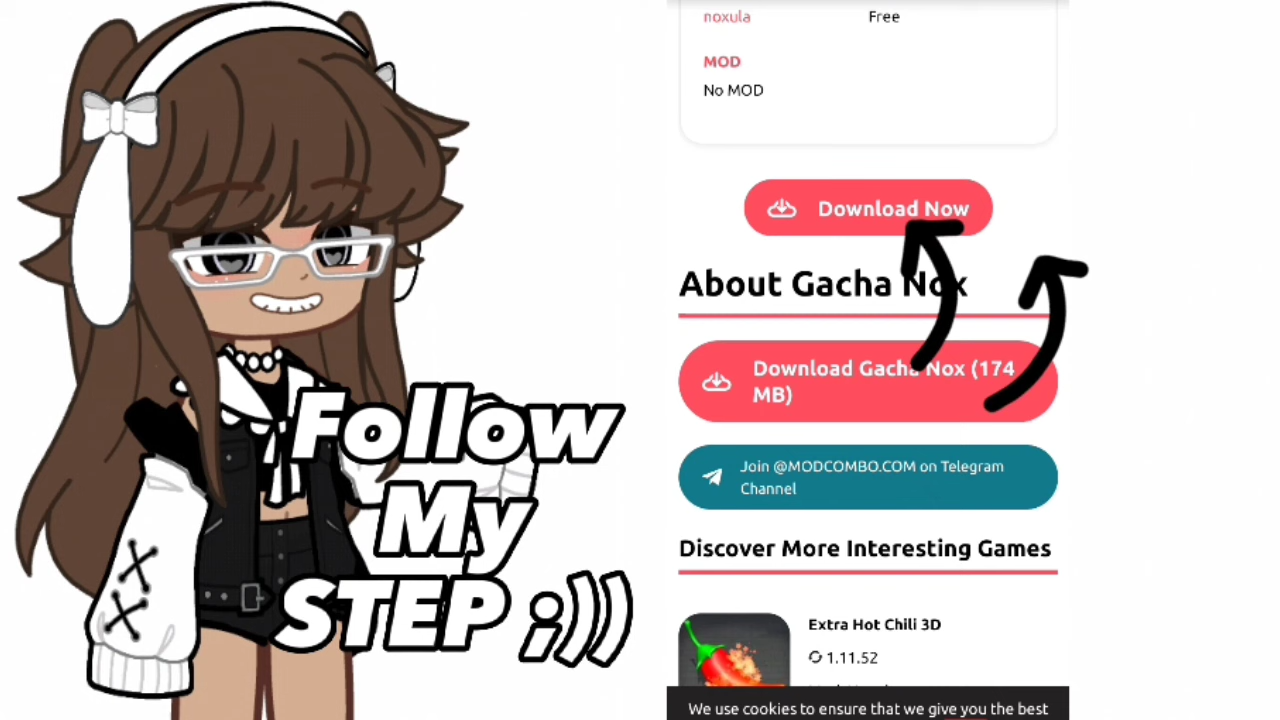 Follow
My
STEP ;))
noxula
Free
MOD
No MOD
Download Now
About Gacha Nox
Download Gacha Nox (174
MB)
Join @MODCOMBO.COM on Telegram
Channel
Discover More Interesting Games
Extra Hot Chili 3D
1.11.52
We use cookies to ensure that we give you the best